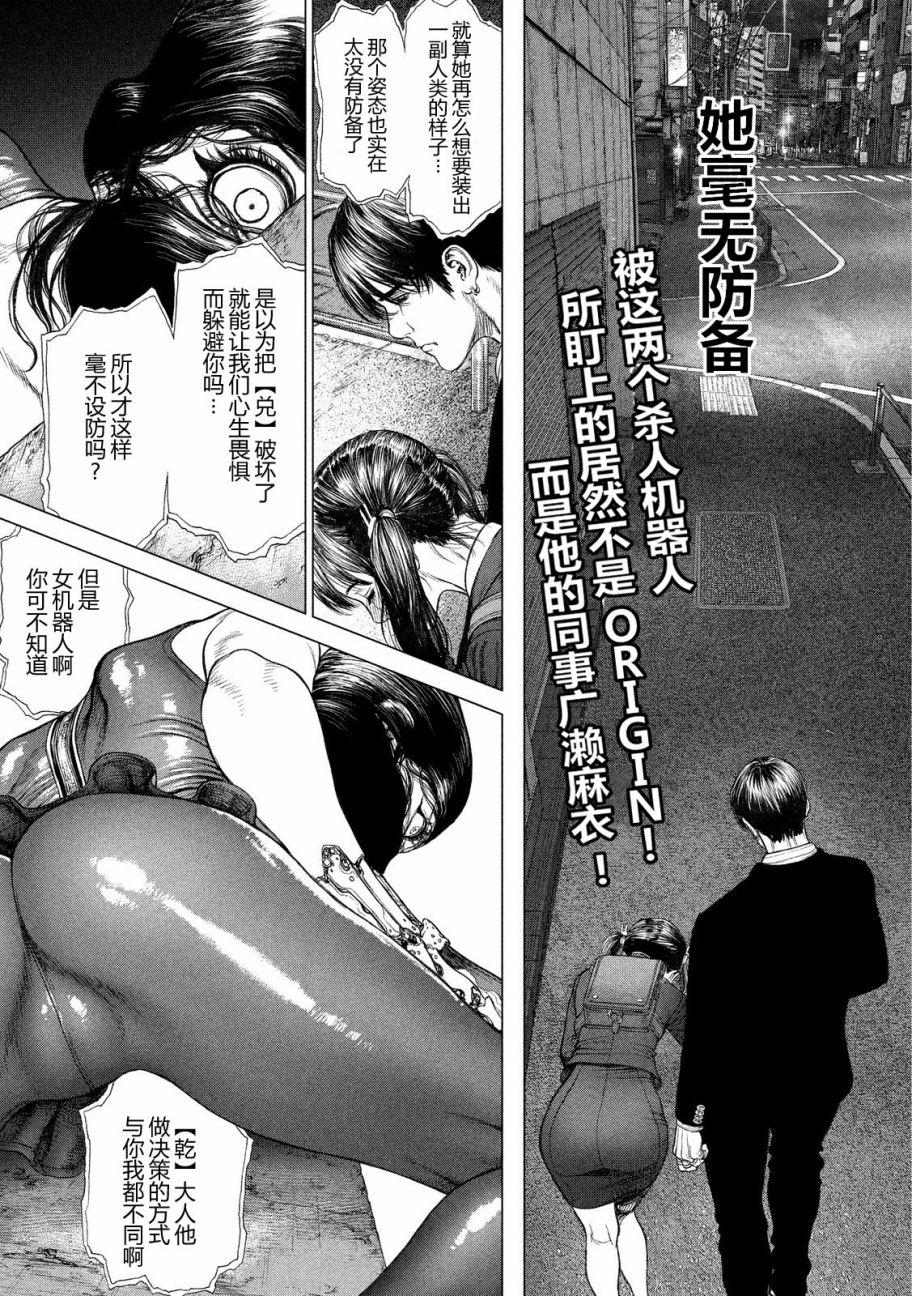 她毫无防备
被这两个杀人机器人
所盯上的居然不是ORIGIN！
而是他的同事广濑麻衣！
就算她再怎么想要装出
一副人类的样子…
那个姿态也实在
太没有防备了
是以为把【兑】破坏了
就能让我们心生畏惧
而躲避你吗…
所以才这样
毫不设防吗？
但是
女机器人啊
你可不知道
【乾】大人他
做决策的方式
与你我都不同啊